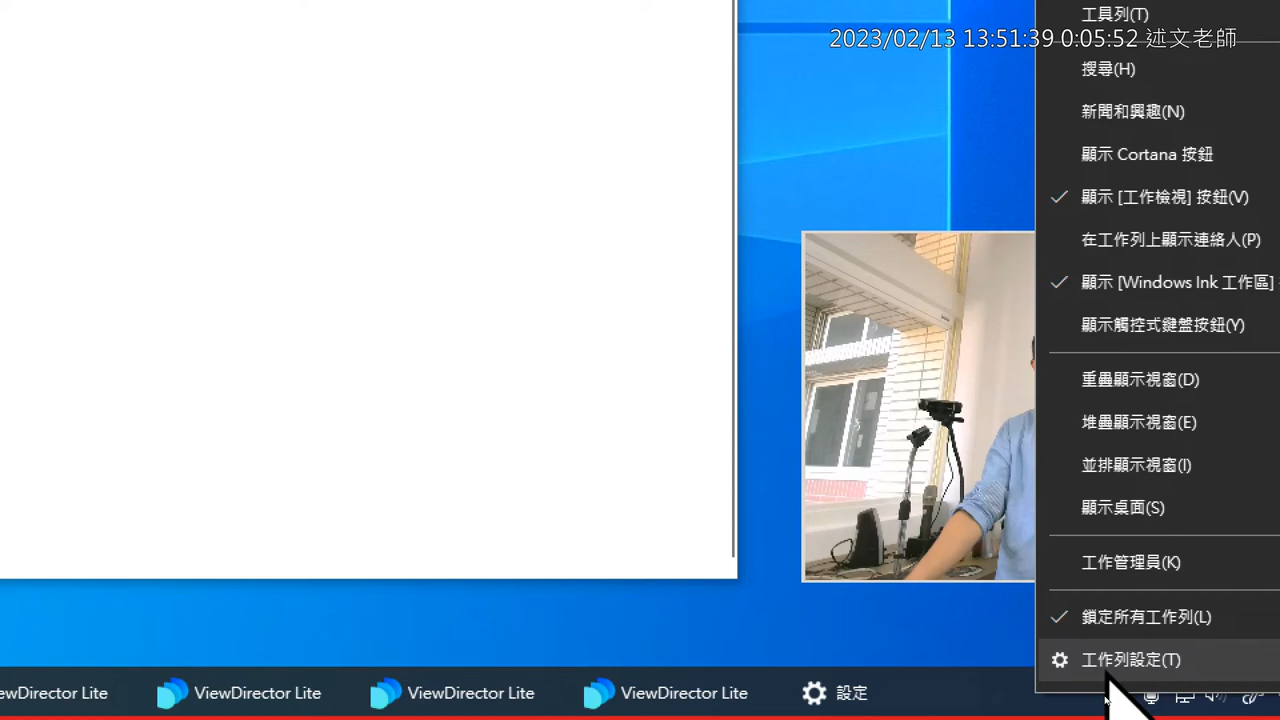 工具列(T)
2023/02/13 13:51:39 0:05:52 述文老師
搜尋(H)
新聞和興趣(N)
顯示 Cortana 按鈕
顯示 [工作檢視] 按鈕(V)
在工作列上顯示連絡人(P)
顯示 [Windows Ink 工作區]
顯示觸控式鍵盤按鈕(Y)
重疊顯示視窗(D)
堆疊顯示視窗(E)
並排顯示視窗(I)
顯示桌面(S)
工作管理員(K)
鎖定所有工作列(L)
工作列設定(T)
ewDirector Lite
ViewDirector Lite
ViewDirector Lite
ViewDirector Lite
設定